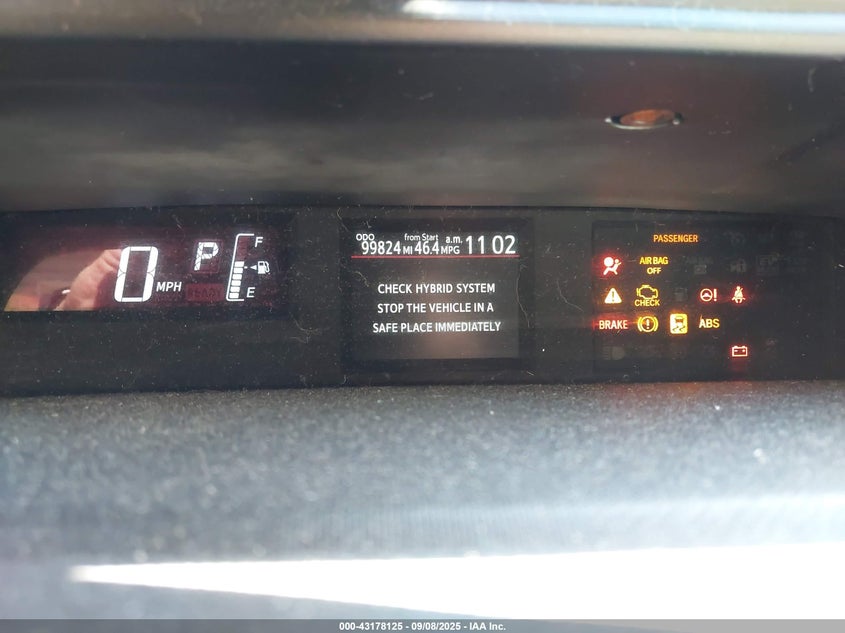 0 MPH
P
F
E
ODO from Start a.m.
99824 MI 46.4 MPG 11 02
CHECK HYBRID SYSTEM
STOP THE VEHICLE IN A
SAFE PLACE IMMEDIATELY
PASSENGER
AIR BAG
OFF
CHECK
BRAKE
ABS
000-43178125 - 09/08/2025 - IAA Inc.